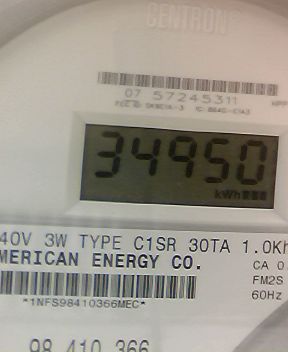 CENTRON
07 57245311
34950
kWh
40V 3W TYPE C1SR 30TA 1.0Kh
MERICAN ENERGY CO.
CA 0.
FM2S
60Hz
*1NFS98410366MEC*
98 410 366